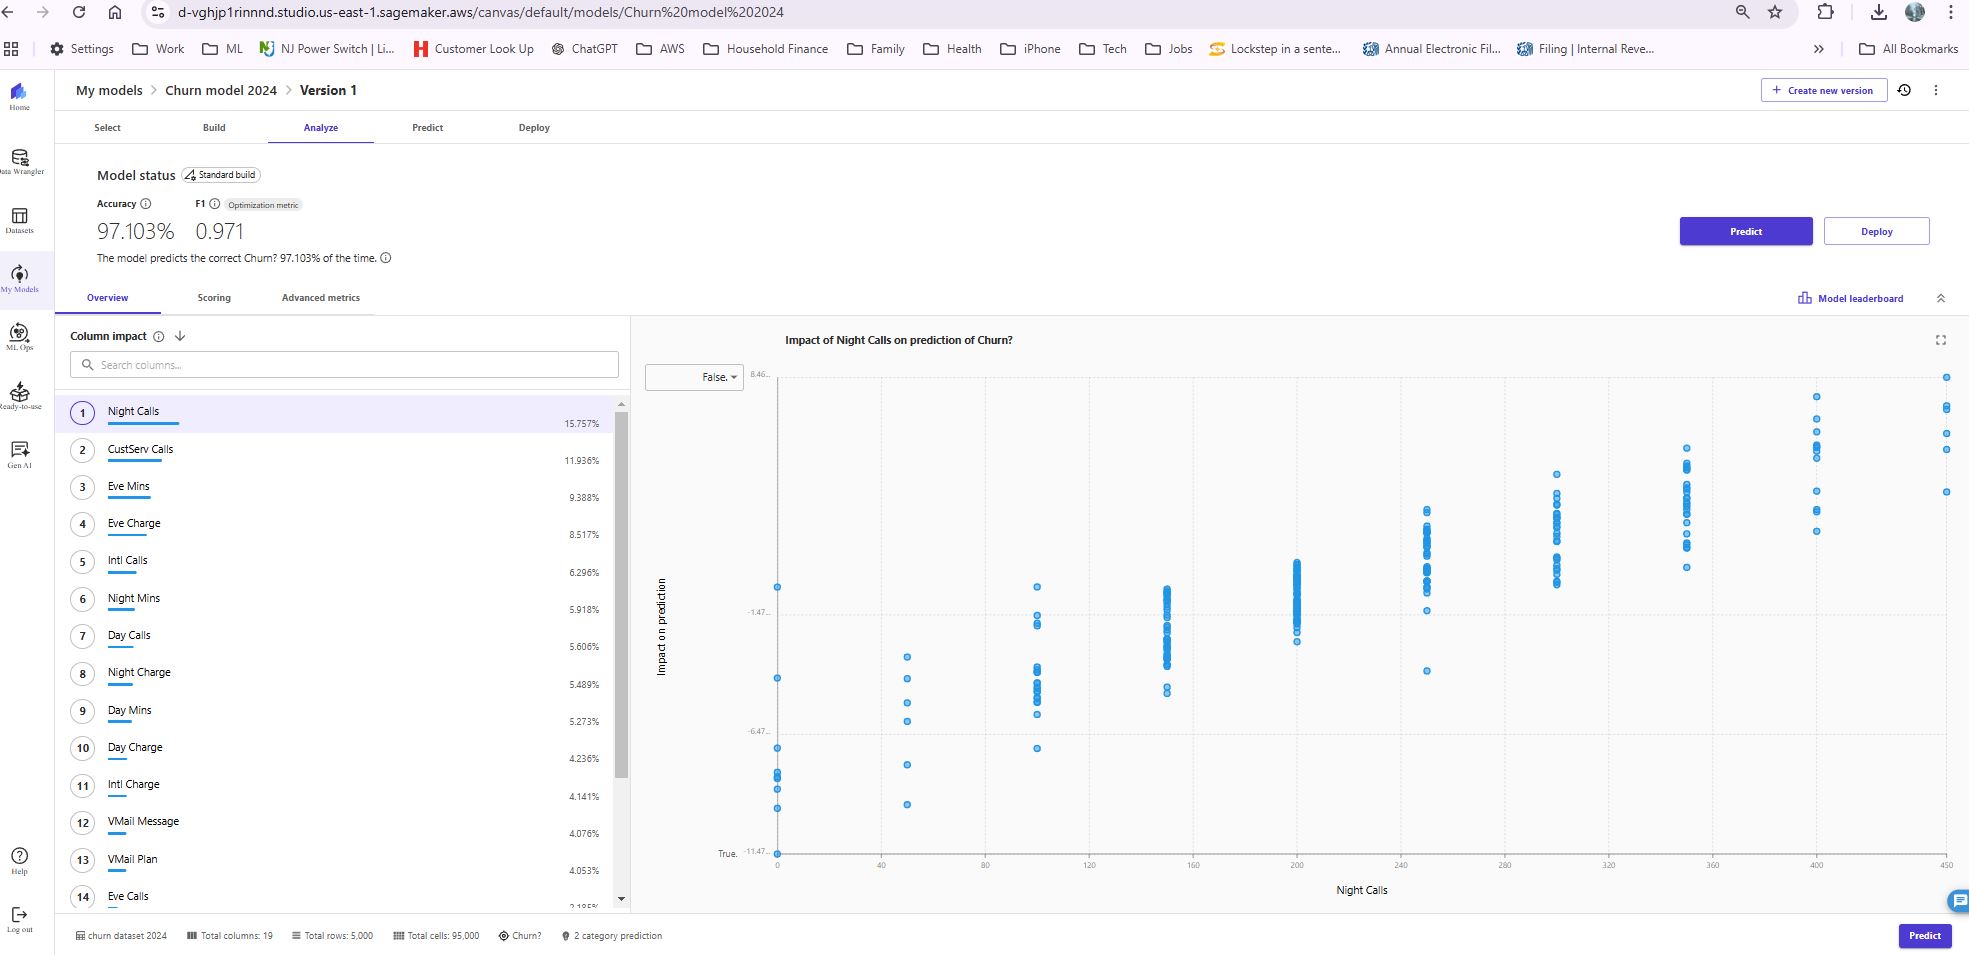 d-vghjp1rinnnd.studio.us-east-1.sagemaker.aws/canvas/default/models/Churn%20model%202024
Settings Work ML NJ Power Switch | Li... Customer Look Up ChatGPT AWS Household Finance Family Health iPhone Tech Jobs Lockstep in a sente... Annual Electronic Fil... Filing | Internal Reve... » All Bookmarks
Home
ata Wrangler
Datasets
My Models
ML Ops
Ready-to-use
Gen AI
Help
Log out
My models > Churn model 2024 > Version 1
+ Create new version
Select Build Analyze Predict Deploy
Model status Standard build
Accuracy F1 Optimization metric
97.103% 0.971
The model predicts the correct Churn? 97.103% of the time.
Predict Deploy
Overview Scoring Advanced metrics
Model leaderboard
Column impact
Search columns...
1 Night Calls 15.757%
2 CustServ Calls 11.936%
3 Eve Mins 9.388%
4 Eve Charge 8.517%
5 Intl Calls 6.296%
6 Night Mins 5.918%
7 Day Calls 5.606%
8 Night Charge 5.489%
9 Day Mins 5.273%
10 Day Charge 4.236%
11 Intl Charge 4.141%
12 VMail Message 4.076%
13 VMail Plan 4.053%
14 Eve Calls
Impact of Night Calls on prediction of Churn?
False.
8.46...
-1.47...
-6.47...
True. -11.47...
Impact on prediction
0 40 80 120 160 200 240 280 320 360 400 450
Night Calls
churn dataset 2024 Total columns: 19 Total rows: 5,000 Total cells: 95,000 Churn? 2 category prediction
Predict